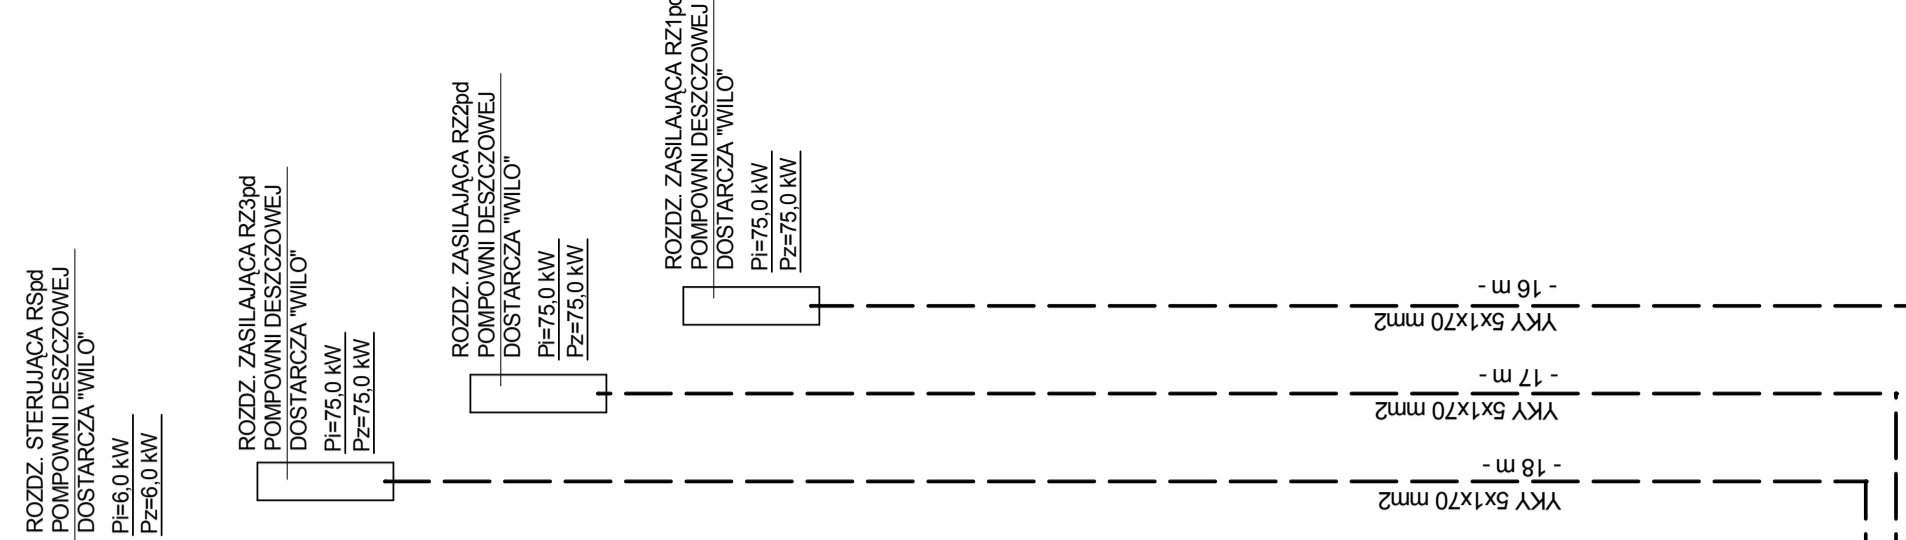 ROZDZ. STERUJĄCA RSpd
POMPOWNI DESZCZOWEJ
DOSTARCZA "WILO"
Pi=6,0 kW
Pz=6,0 kW
ROZDZ. ZASILAJĄCA RZ3pd
POMPOWNI DESZCZOWEJ
DOSTARCZA "WILO"
Pi=75,0 kW
Pz=75,0 kW
ROZDZ. ZASILAJĄCA RZ2pd
POMPOWNI DESZCZOWEJ
DOSTARCZA "WILO"
Pi=75,0 kW
Pz=75,0 kW
ROZDZ. ZASILAJĄCA RZ1pd
POMPOWNI DESZCZOWEJ
DOSTARCZA "WILO"
Pi=75,0 kW
Pz=75,0 kW
- 16 m -
YKY 5x1x70 mm2
- 17 m -
YKY 5x1x70 mm2
- 18 m -
YKY 5x1x70 mm2